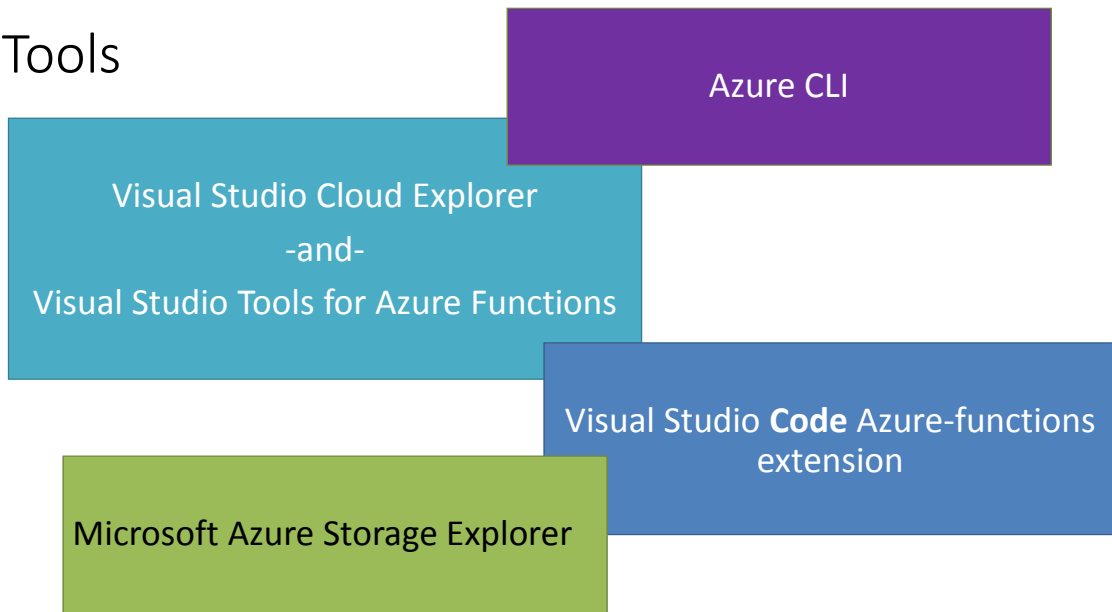 Tools
Azure CLI
Visual Studio Cloud Explorer
-and-
Visual Studio Tools for Azure Functions
Visual Studio Code Azure-functions
extension
Microsoft Azure Storage Explorer